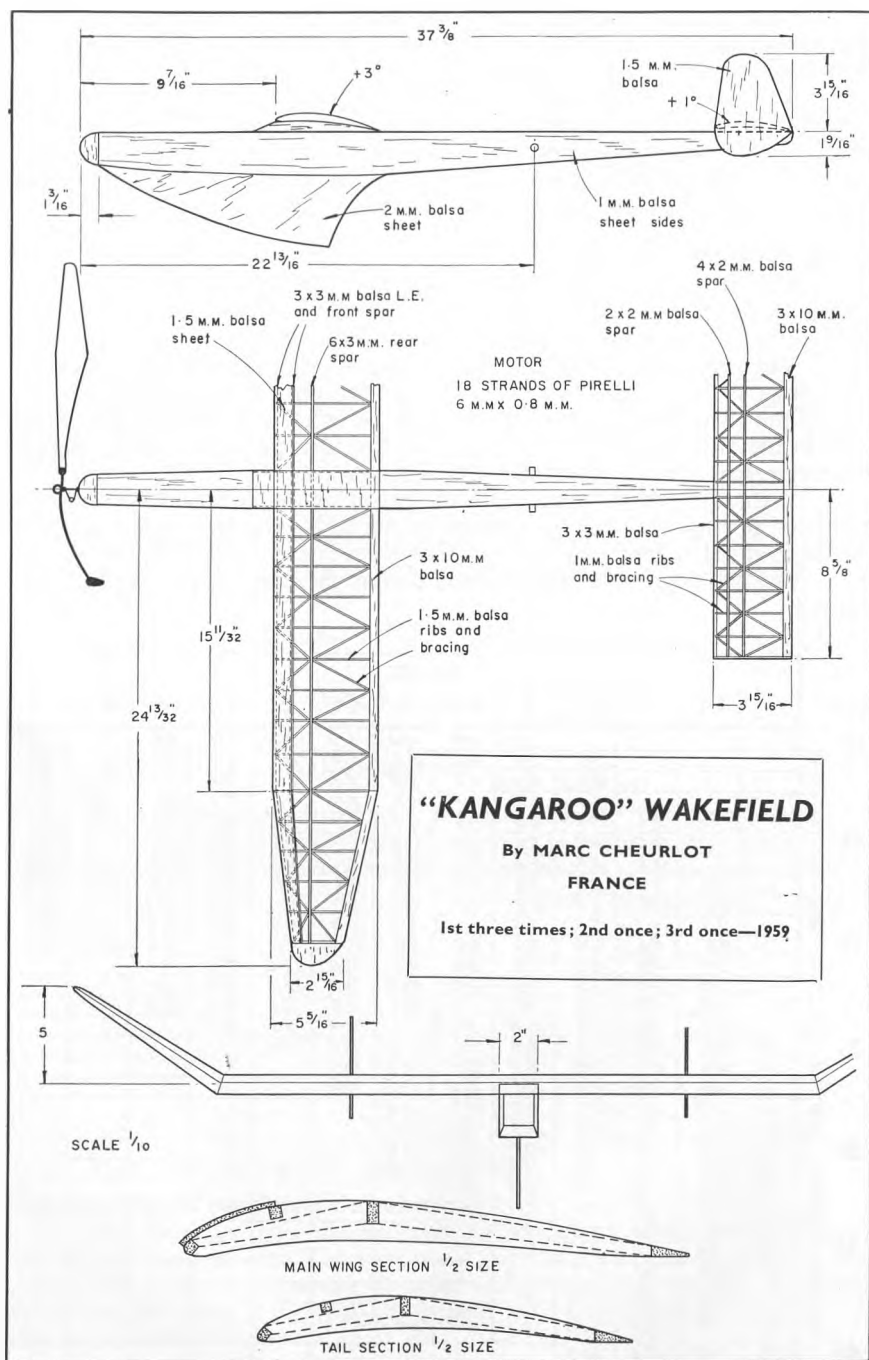 37 3/8"
9 7/16"
+3°
1·5 M.M.
balsa
3 15/16"
+ 1°
1 9/16"
1 3/16"
2 M.M. balsa
sheet
1 M.M. balsa
sheet sides
22 13/16"
4 x 2 M.M. balsa
spar
3 x 3 M.M balsa L.E.
and front spar
1·5 M.M. balsa
sheet
6x3 M.M. rear
spar
2 x 2 M.M balsa
spar
3 x 10 M.M.
balsa
MOTOR
18 STRANDS OF PIRELLI
6 M.M X 0·8 M.M.
3 x 3 M.M. balsa
1 M.M. balsa ribs
and bracing
8 5/8"
3 x 10 M.M
balsa
15 11/32"
1·5 M.M. balsa
ribs and
bracing
24 13/32"
3 15/16"
"KANGAROO" WAKEFIELD
By MARC CHEURLOT
FRANCE
1st three times; 2nd once; 3rd once—1959
2 15/16"
5 5/16"
5
2"
SCALE 1/10
MAIN WING SECTION 1/2 SIZE
TAIL SECTION 1/2 SIZE